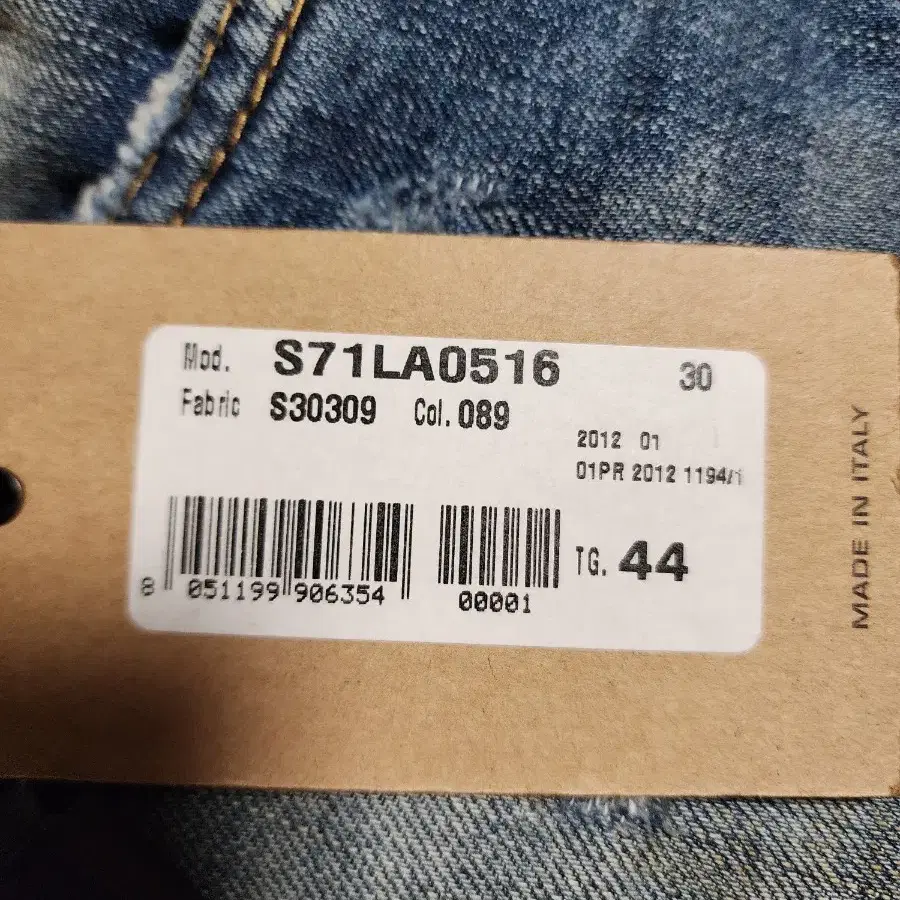 Mod. S71LA0516 30
Fabric S30309 Col. 089
2012 01
01PR 2012 1194/1
TG. 44
8 051199 906354 00001
MADE IN ITALY